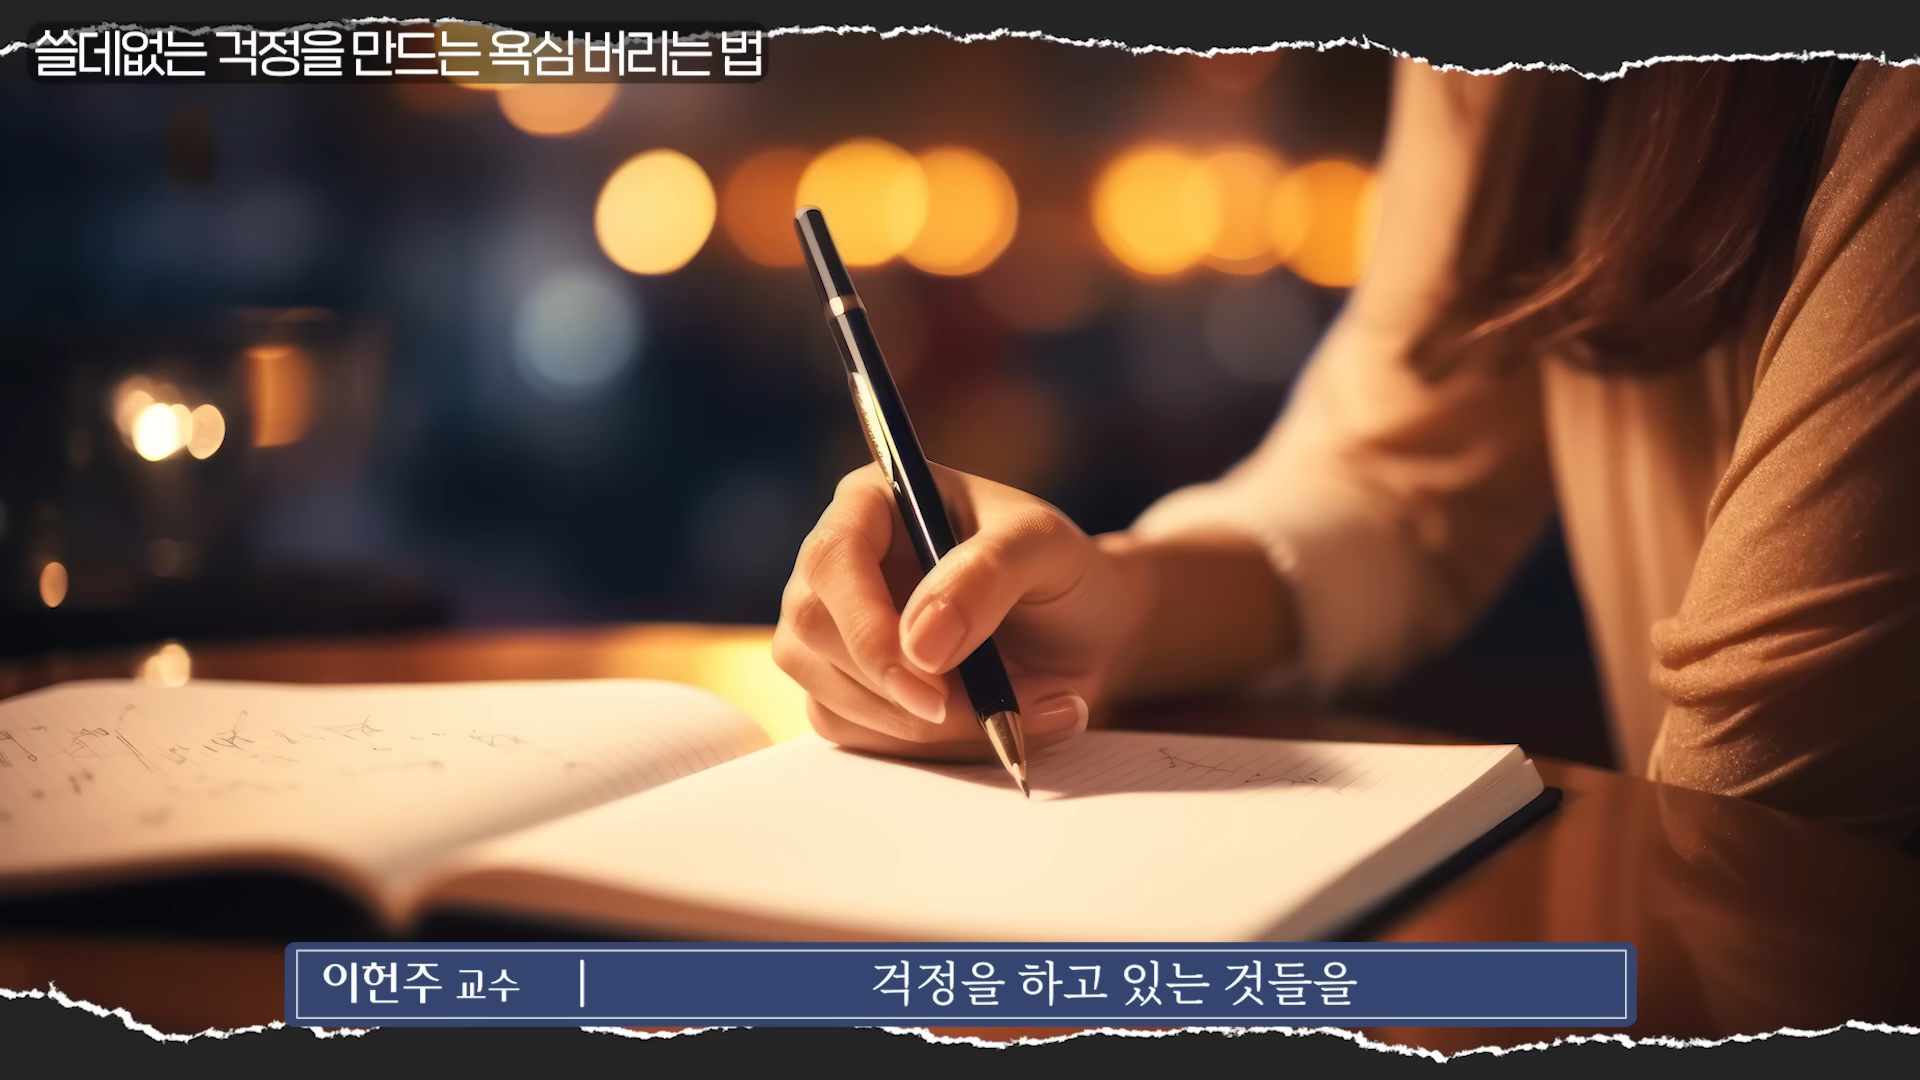 쓸데없는 걱정을 만드는 욕심 버리는 법
이헌주 교수 | 걱정을 하고 있는 것들을